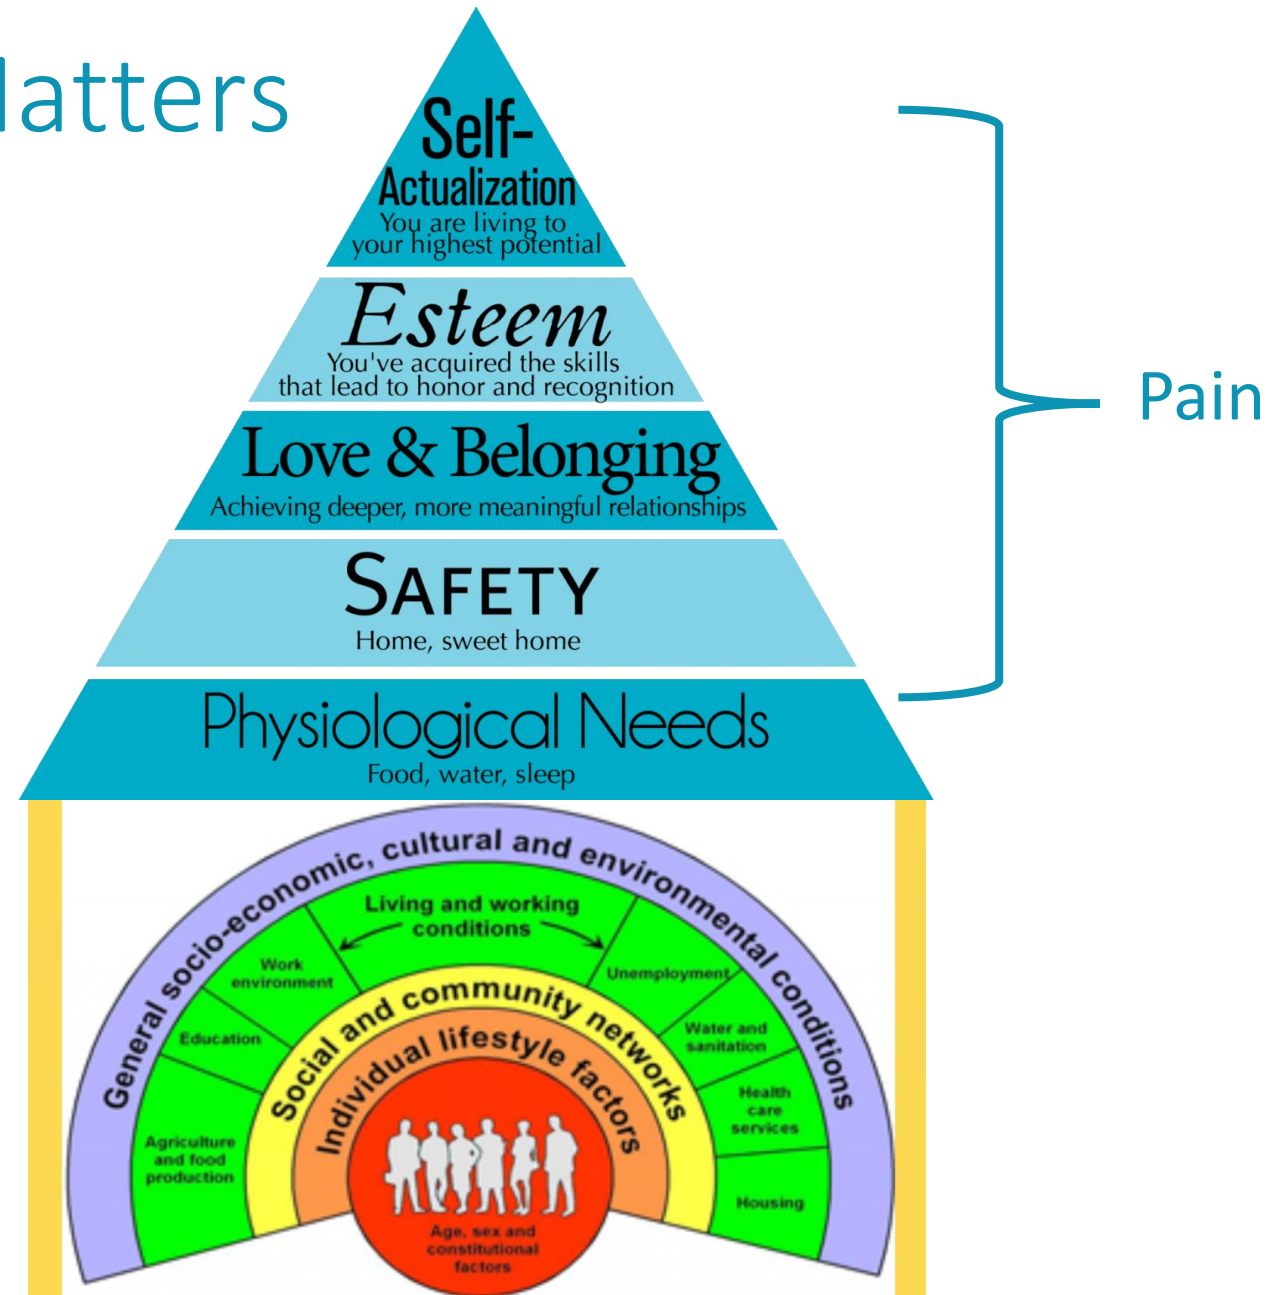 latters
Self-
Actualization
You are living to
your highest potential
Esteem
You've acquired the skills
that lead to honor and recognition
Love & Belonging
Achieving deeper, more meaningful relationships
SAFETY
Home, sweet home
Physiological Needs
Food, water, sleep
Pain
General socio-economic, cultural and environmental conditions
Living and working
conditions
Work
environment
Unemployment
Education
Water and
sanitation
Agriculture
and food
production
Health
care
services
Housing
Social and community networks
Individual lifestyle factors
Age, sex and
constitutional
factors